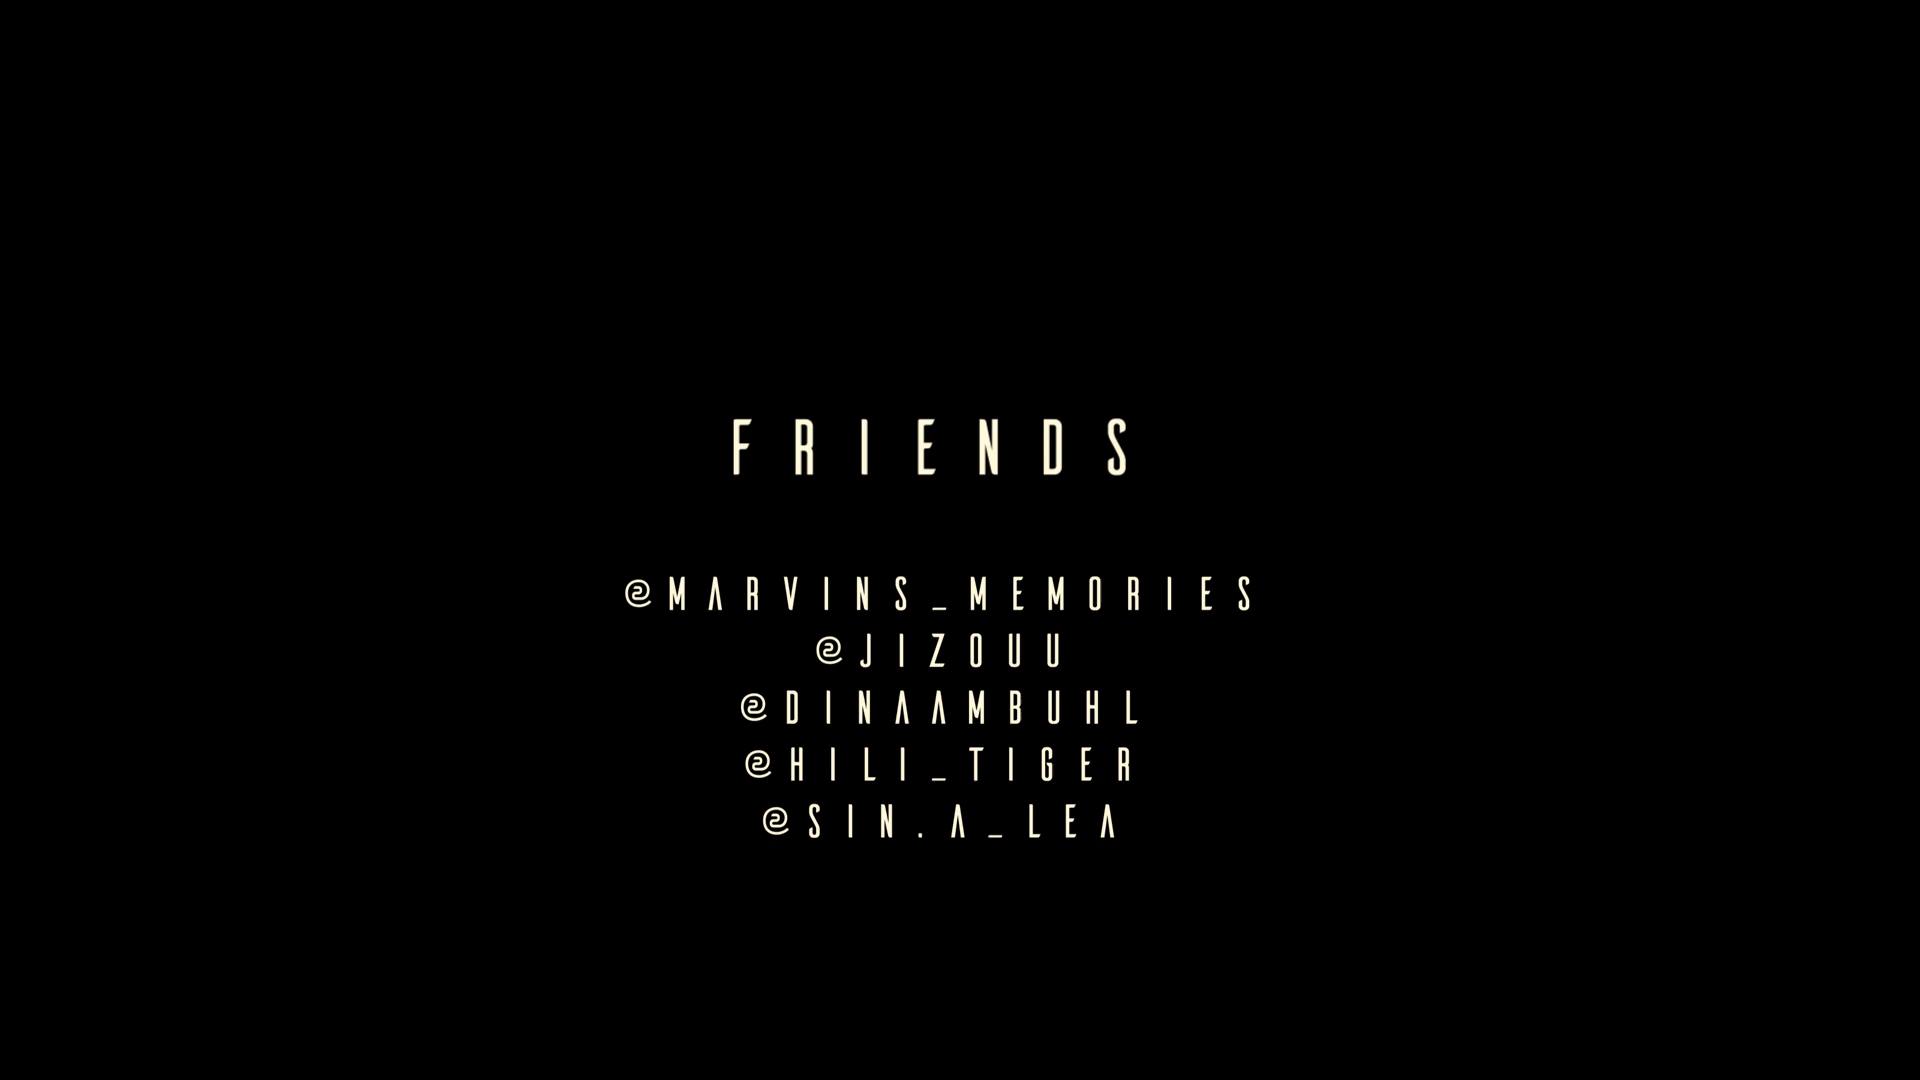 FRIENDS
@MARVINS_MEMORIES
@JIZOUU
@DINAAMBUHL
@HILI_TIGER
@SIN.A_LEA